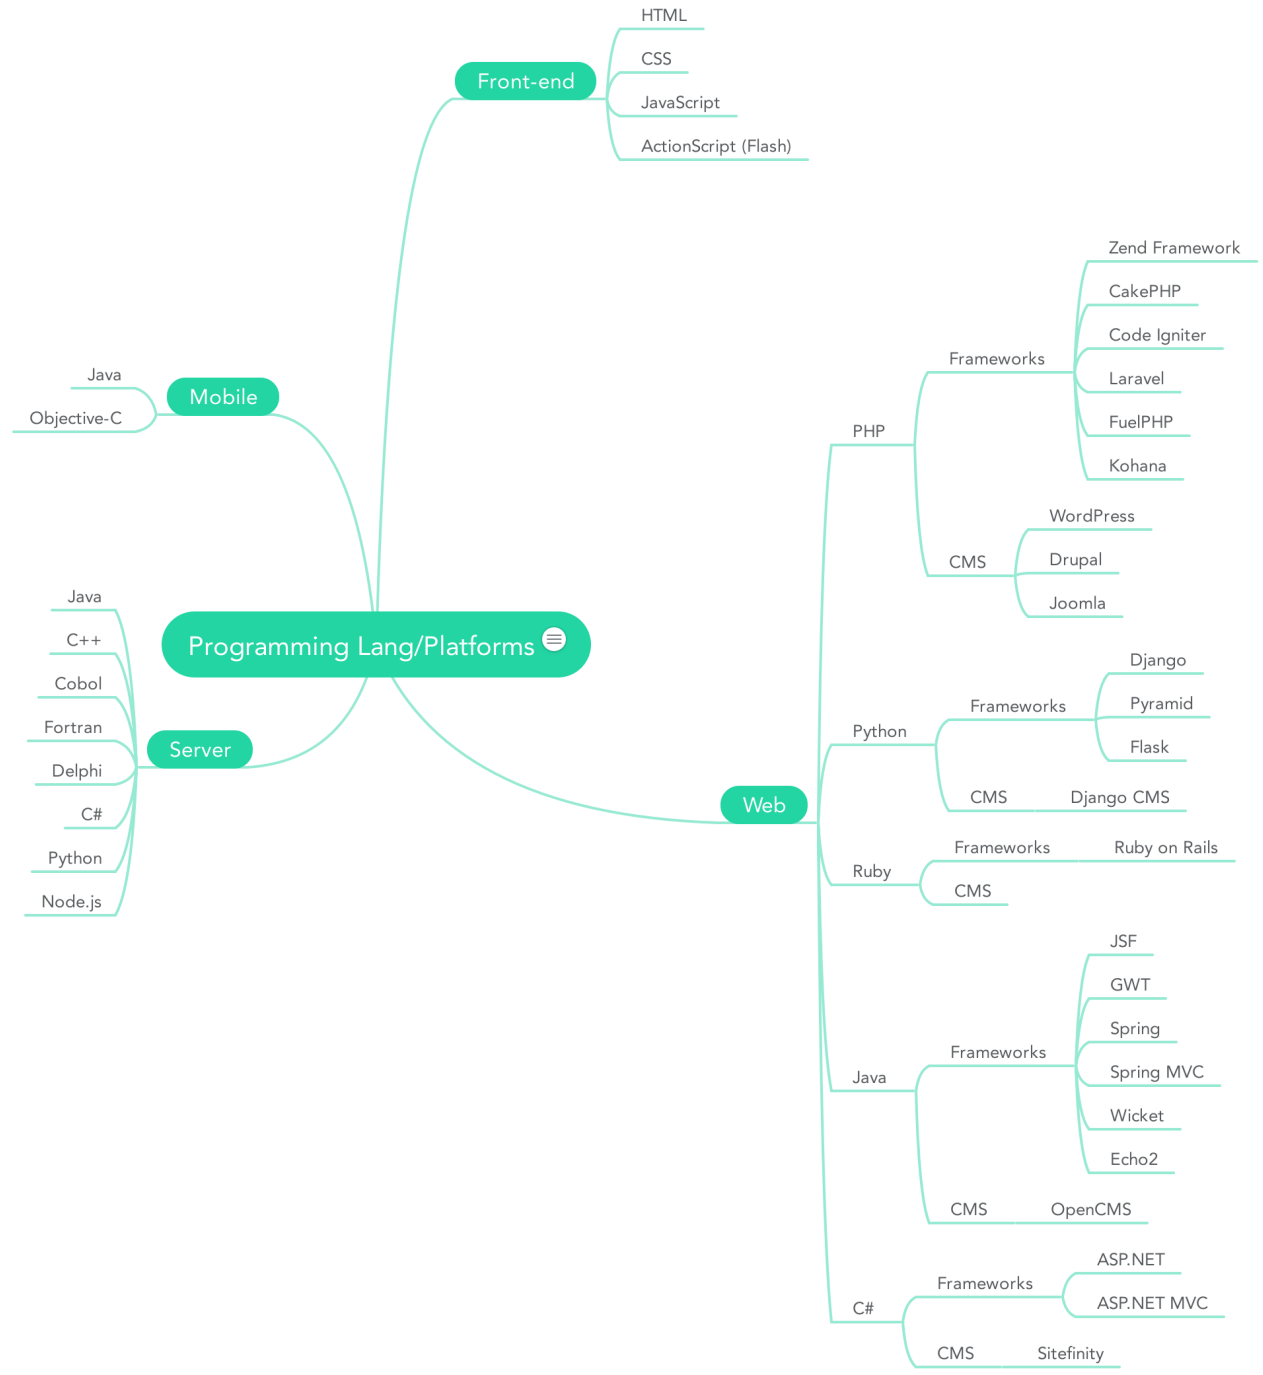 Programming Lang/Platforms
Front-end
HTML
CSS
JavaScript
ActionScript (Flash)
Mobile
Java
Objective-C
Server
Java
C++
Cobol
Fortran
Delphi
C#
Python
Node.js
Web
PHP
Frameworks
Zend Framework
CakePHP
Code Igniter
Laravel
FuelPHP
Kohana
CMS
WordPress
Drupal
Joomla
Python
Frameworks
Django
Pyramid
Flask
CMS
Django CMS
Ruby
Frameworks
Ruby on Rails
CMS
Java
Frameworks
JSF
GWT
Spring
Spring MVC
Wicket
Echo2
CMS
OpenCMS
C#
Frameworks
ASP.NET
ASP.NET MVC
CMS
Sitefinity